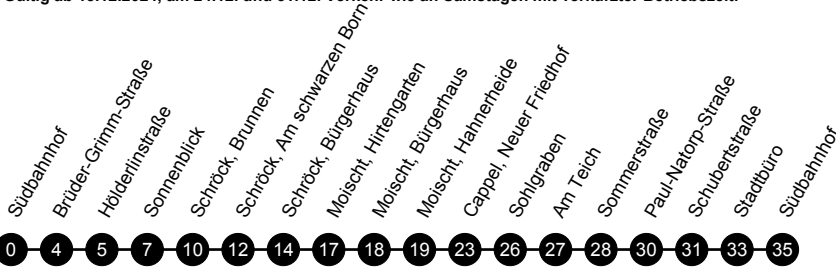 Gültig ab 15.12.2024, am 24.12. und 31.12. Verkehr wie an Samstagen mit verkürzter Betriebszeit.
Südbahnhof
Brüder-Grimm-Straße
Hölderlinstraße
Sonnenblick
Schröck, Brunnen
Schröck, Am schwarzen Born
Schröck, Bürgerhaus
Moischt, Hirtengarten
Moischt, Bürgerhaus
Moischt, Hahnerheide
Cappel, Neuer Friedhof
Sohlgraben
Am Teich
Sommerstraße
Paul-Natorp-Straße
Schubertstraße
Stadtbüro
Südbahnhof
0 4 5 7 10 12 14 17 18 19 23 26 27 28 30 31 33 35